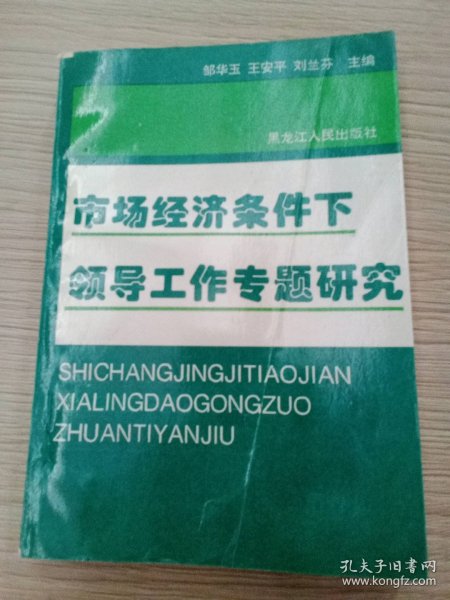 邹华玉 王安平 刘兰芬 主编
黑龙江人民出版社
市场经济条件下
领导工作专题研究
SHICHANGJINGJITIAOJIAN
XIALINGDAOGONGZUO
ZHUANTIYANJIU
孔夫子旧书网
www.kongfz.com